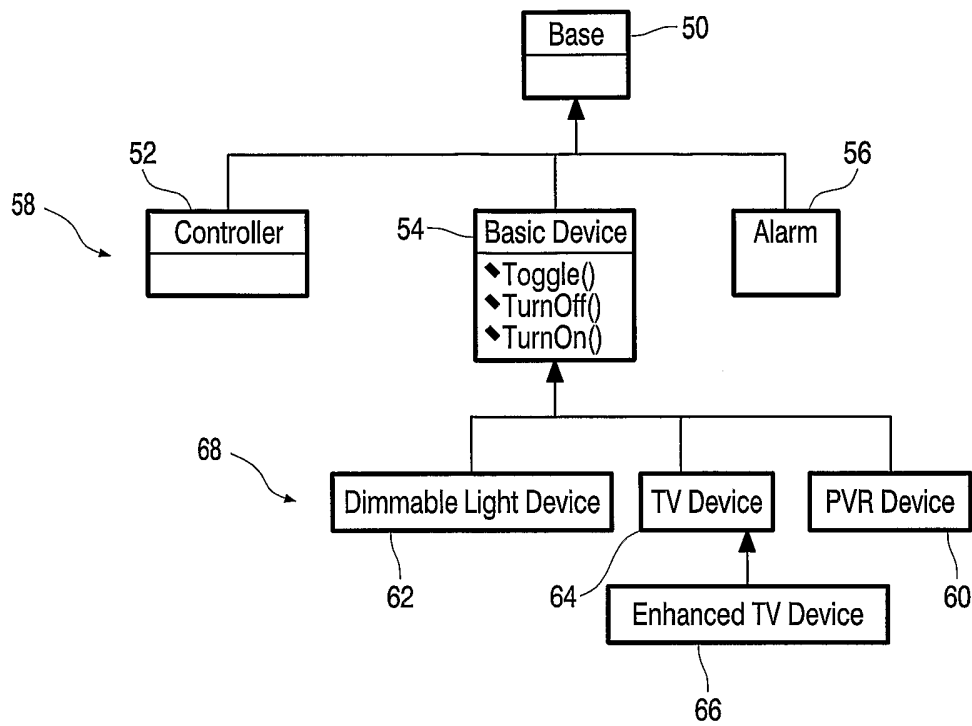 Base
50
52
56
58
Controller
54
Basic Device
Toggle()
TurnOff()
TurnOn()
Alarm
68
Dimmable Light Device
TV Device
PVR Device
62
64
60
Enhanced TV Device
66